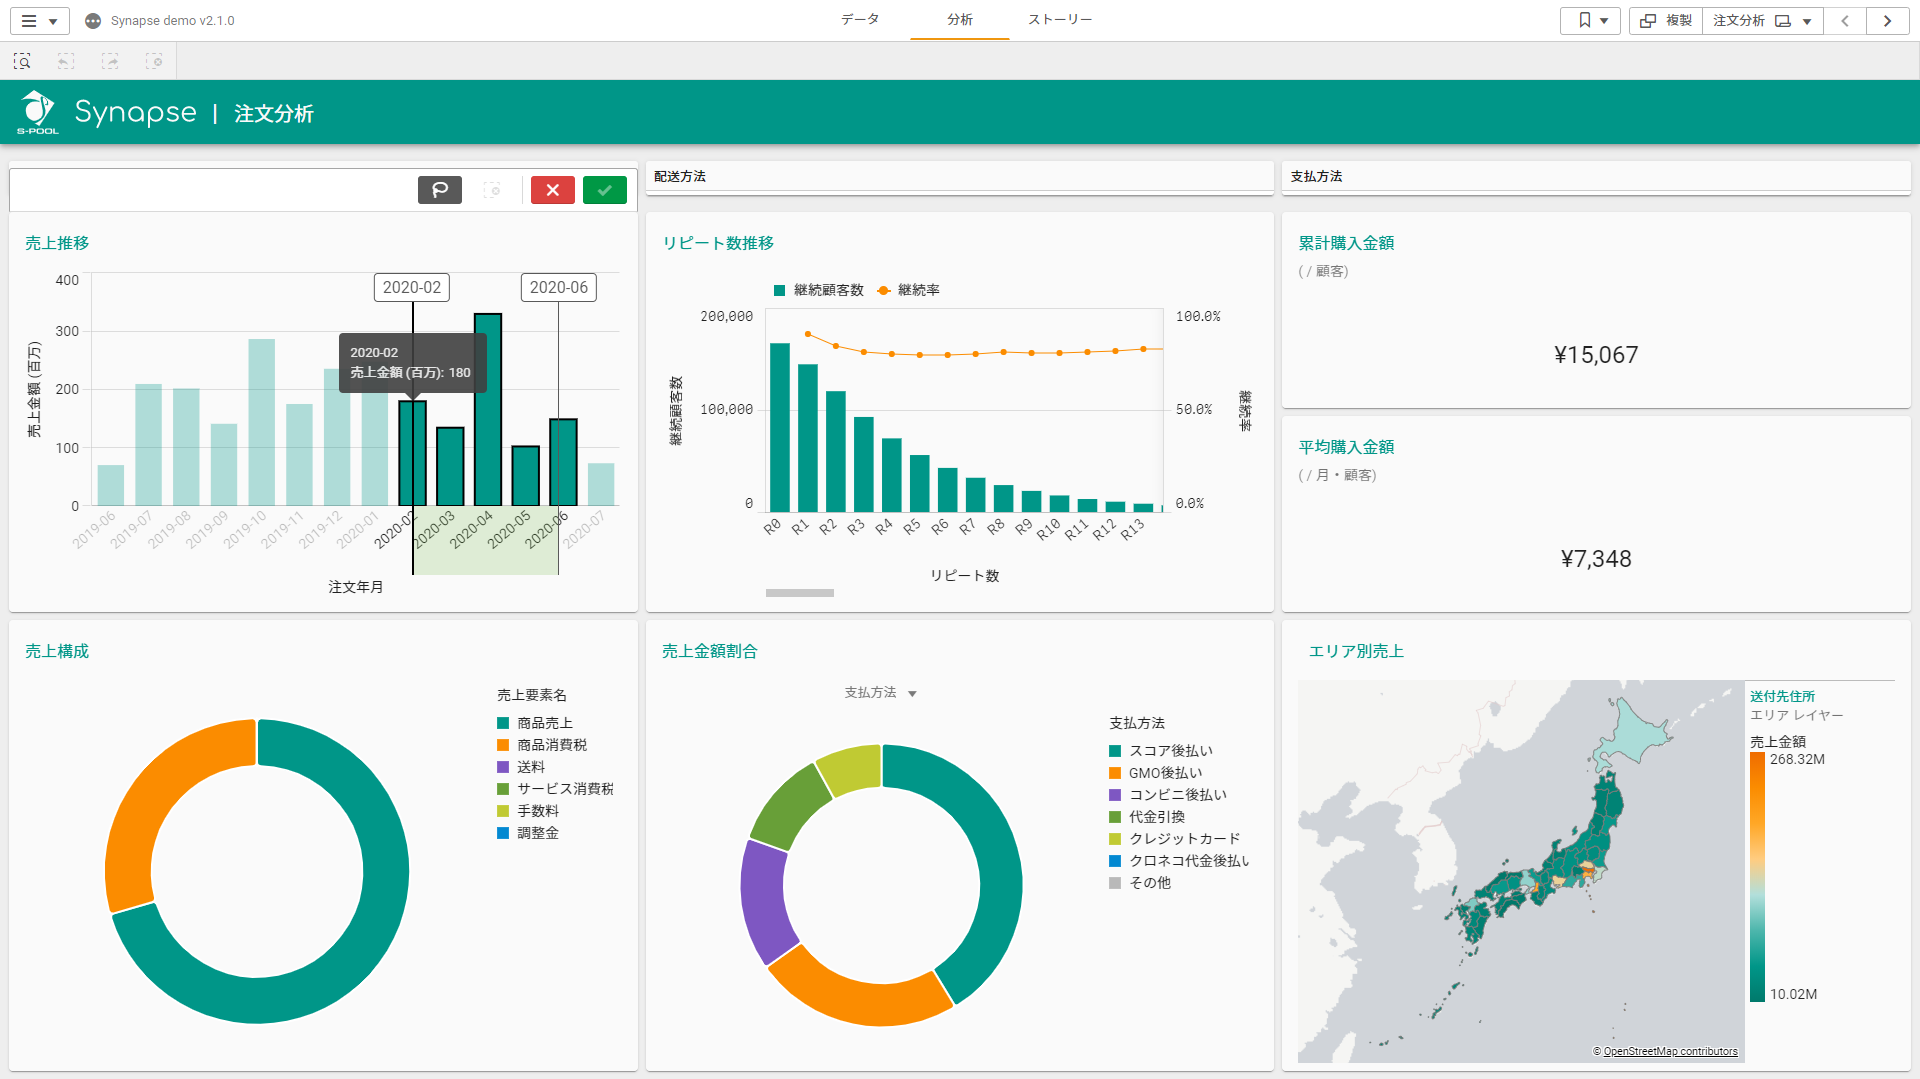 Synapse demo v2.1.0
データ
分析
ストーリー
複製
注文分析
S-POOL
Synapse | 注文分析
配送方法
支払方法
売上推移
400
300
200
100
0
売上金額 (百万)
2020-02
2020-06
2020-02
売上金額 (百万): 180
2019-06
2019-07
2019-08
2019-09
2019-10
2019-11
2019-12
2020-01
2020-02
2020-03
2020-04
2020-05
2020-06
2020-07
注文年月
リピート数推移
継続顧客数
継続率
200,000
100,000
0
継続顧客数
100.0%
50.0%
0.0%
継続率
R0
R1
R2
R3
R4
R5
R6
R7
R8
R9
R10
R11
R12
R13
リピート数
累計購入金額
( / 顧客)
¥15,067
平均購入金額
( / 月・顧客)
¥7,348
売上構成
売上要素名
商品売上
商品消費税
送料
サービス消費税
手数料
調整金
売上金額割合
支払方法
支払方法
スコア後払い
GMO後払い
コンビニ後払い
代金引換
クレジットカード
クロネコ代金後払い
その他
エリア別売上
送付先住所
エリア レイヤー
売上金額
268.32M
10.02M
© OpenStreetMap contributors